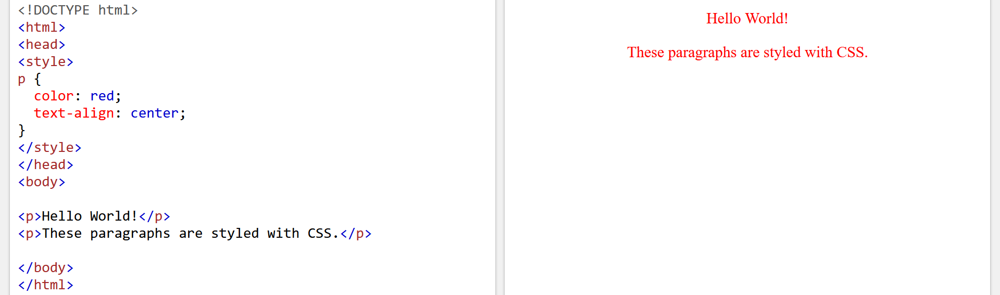 <!DOCTYPE html>
<html>
<head>
<style>
p {
  color: red;
  text-align: center;
}
</style>
</head>
<body>

<p>Hello World!</p>
<p>These paragraphs are styled with CSS.</p>

</body>
</html>
Hello World!
These paragraphs are styled with CSS.